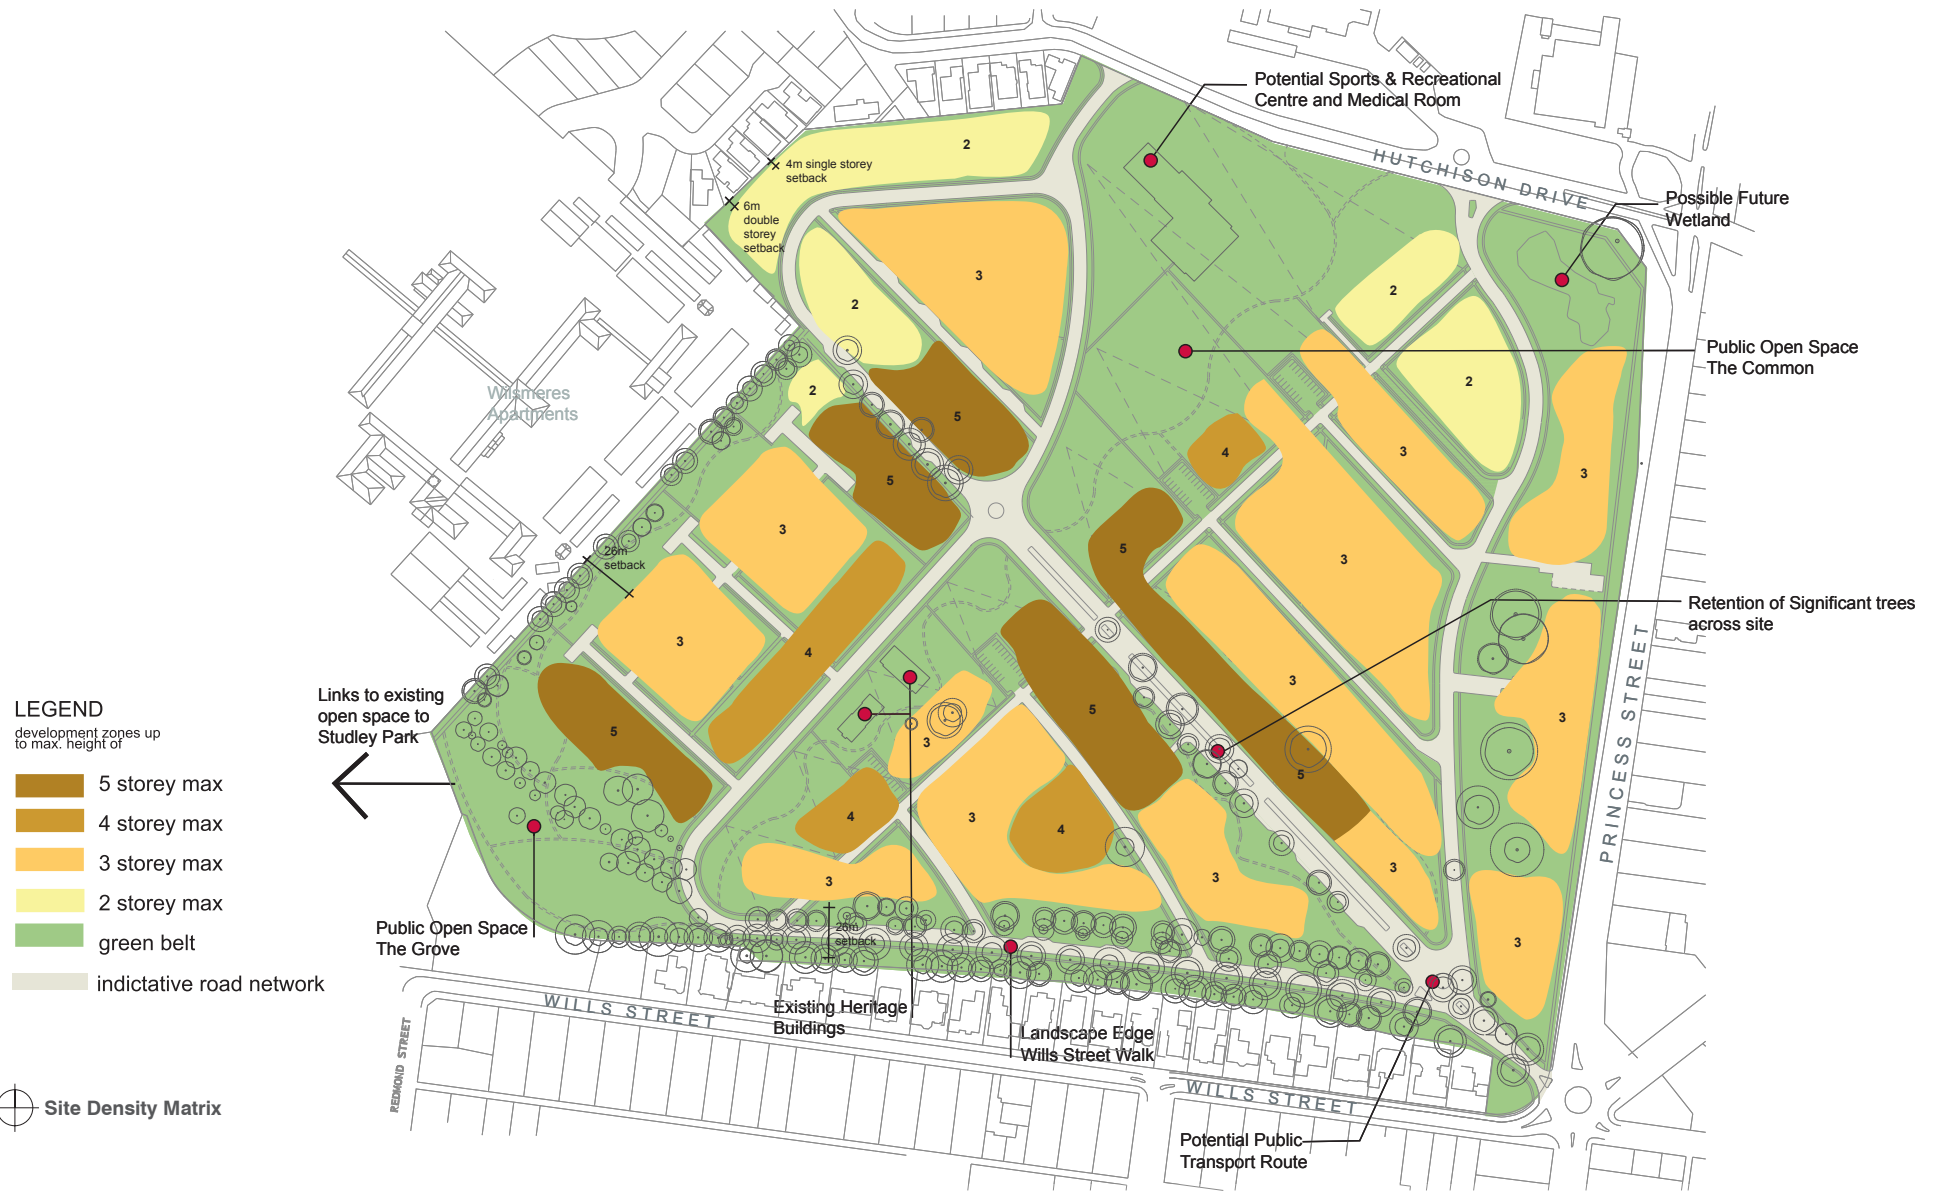 Potential Sports & Recreational
Centre and Medical Room
HUTCHISON DRIVE
Possible Future
Wetland
2
4m single storey
setback
6m
double
storey
setback
3
2
2
Public Open Space
The Common
2
2
Wilsmeres
Apartments
5
4
3
3
5
3
5
3
26m
setback
Retention of Significant trees
across site
3
4
3
PRINCESS STREET
Links to existing
open space to
Studley Park
5
5
3
3
5
LEGEND
development zones up
to max. height of
5 storey max
4 storey max
3 storey max
2 storey max
green belt
indictative road network
4
3
4
3
3
3
3
26m
setback
Public Open Space
The Grove
WILLS STREET
Existing Heritage
Buildings
Landscape Edge
Wills Street Walk
REDMOND STREET
WILLS STREET
Site Density Matrix
Potential Public
Transport Route